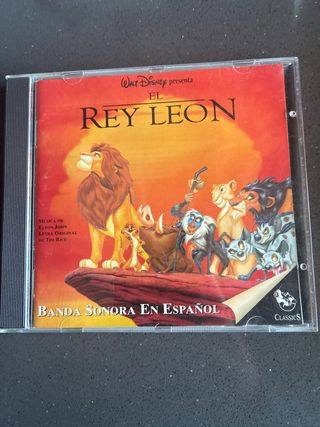 WALT DISNEY presenta
EL
REY LEON
MUSICA DE
ELTON JOHN
LETRA ORIGINAL
DE TIM RICE
BANDA SONORA EN ESPAÑOL
CLASSICS